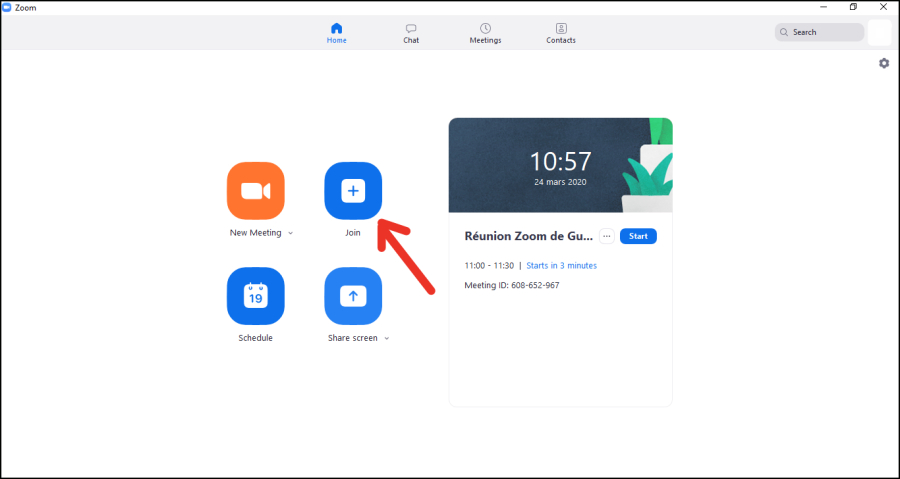 Zoom
Home
Chat
Meetings
Contacts
Search
10:57
24 mars 2020
New Meeting
Join
Réunion Zoom de Gu... ... Start
11:00 - 11:30 | Starts in 3 minutes
Meeting ID: 608-652-967
19
Schedule
Share screen